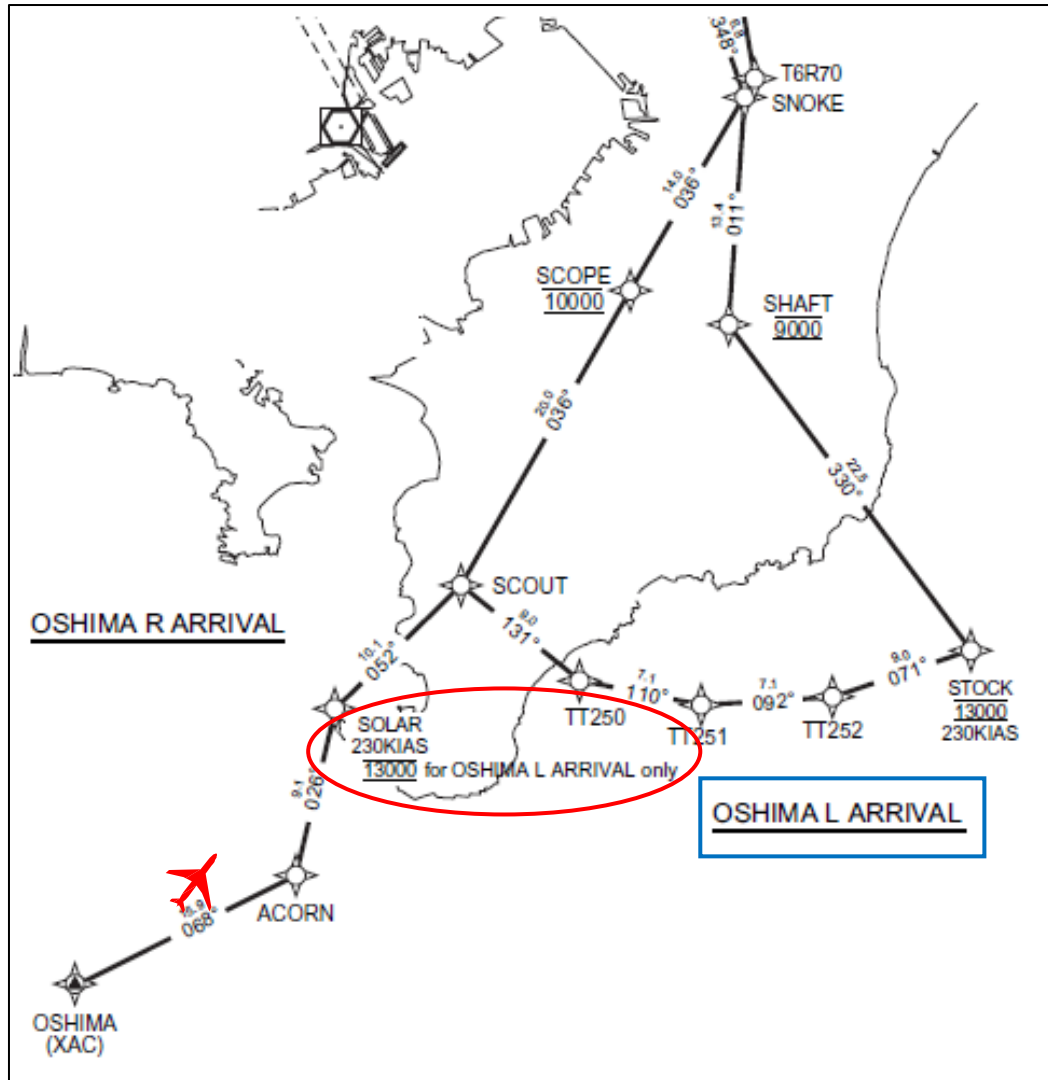 6.8
348°
T6R70
SNOKE
14.0
036°
13.4
011°
SCOPE
10000
SHAFT
9000
20.0
036°
22.5
330°
SCOUT
OSHIMA R ARRIVAL
10.1
052°
9.0
131°
7.1
110°
7.1
092°
9.0
071°
TT250
TT251
TT252
STOCK
13000
230KIAS
SOLAR
230KIAS
13000 for OSHIMA L ARRIVAL only
9.1
026°
OSHIMA L ARRIVAL
ACORN
068°
OSHIMA
(XAC)